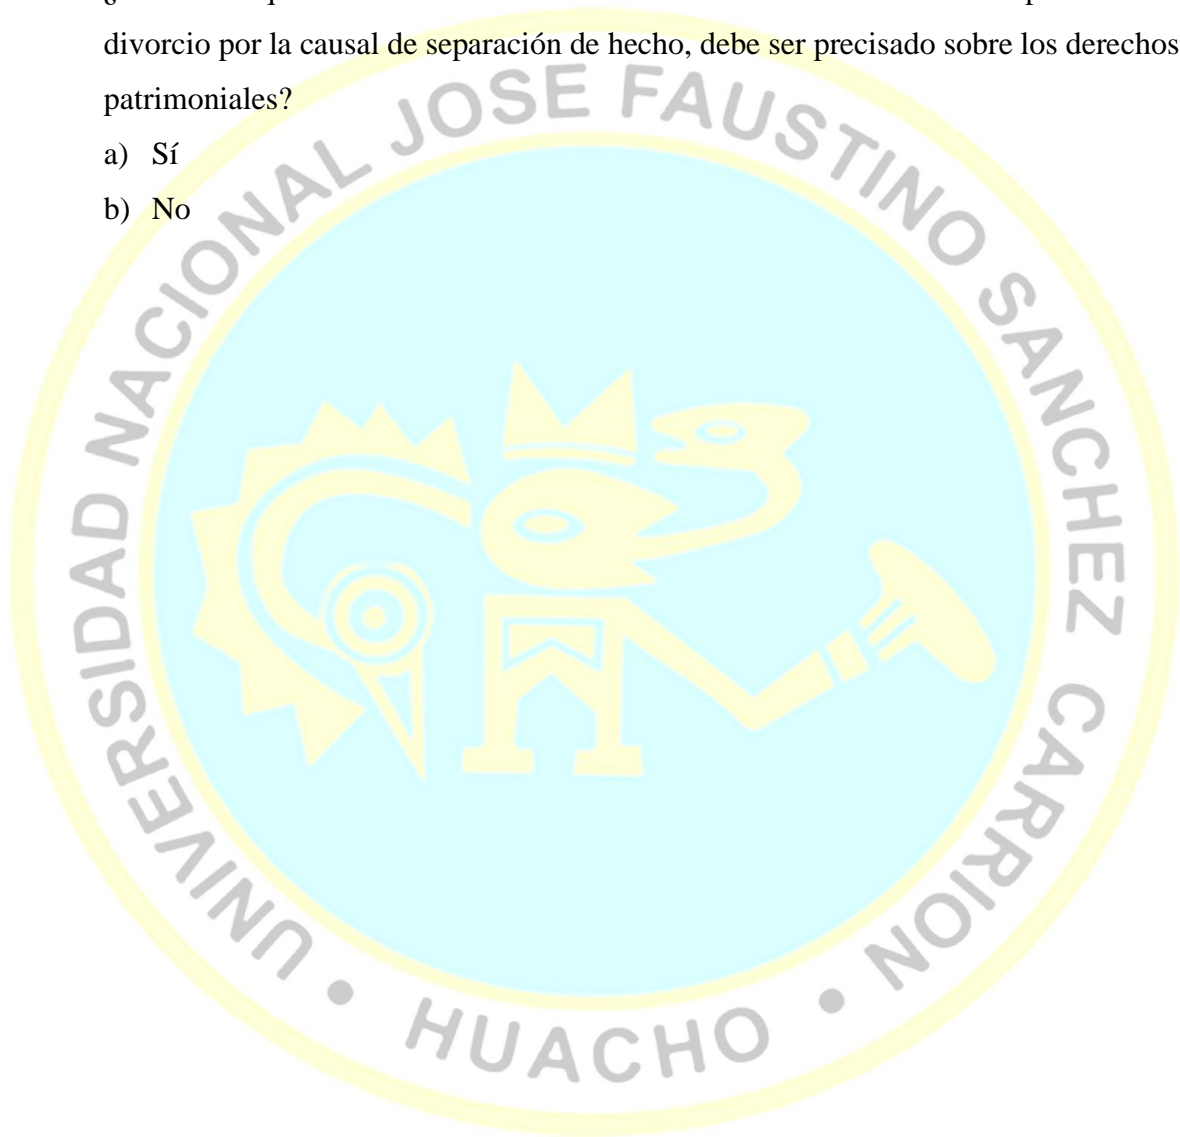 divorcio por la causal de separación de hecho, debe ser precisado sobre los derechos
patrimoniales?
a) Sí
b) No
UNIVERSIDAD NACIONAL JOSE FAUSTINO SANCHEZ CARRION • HUACHO •